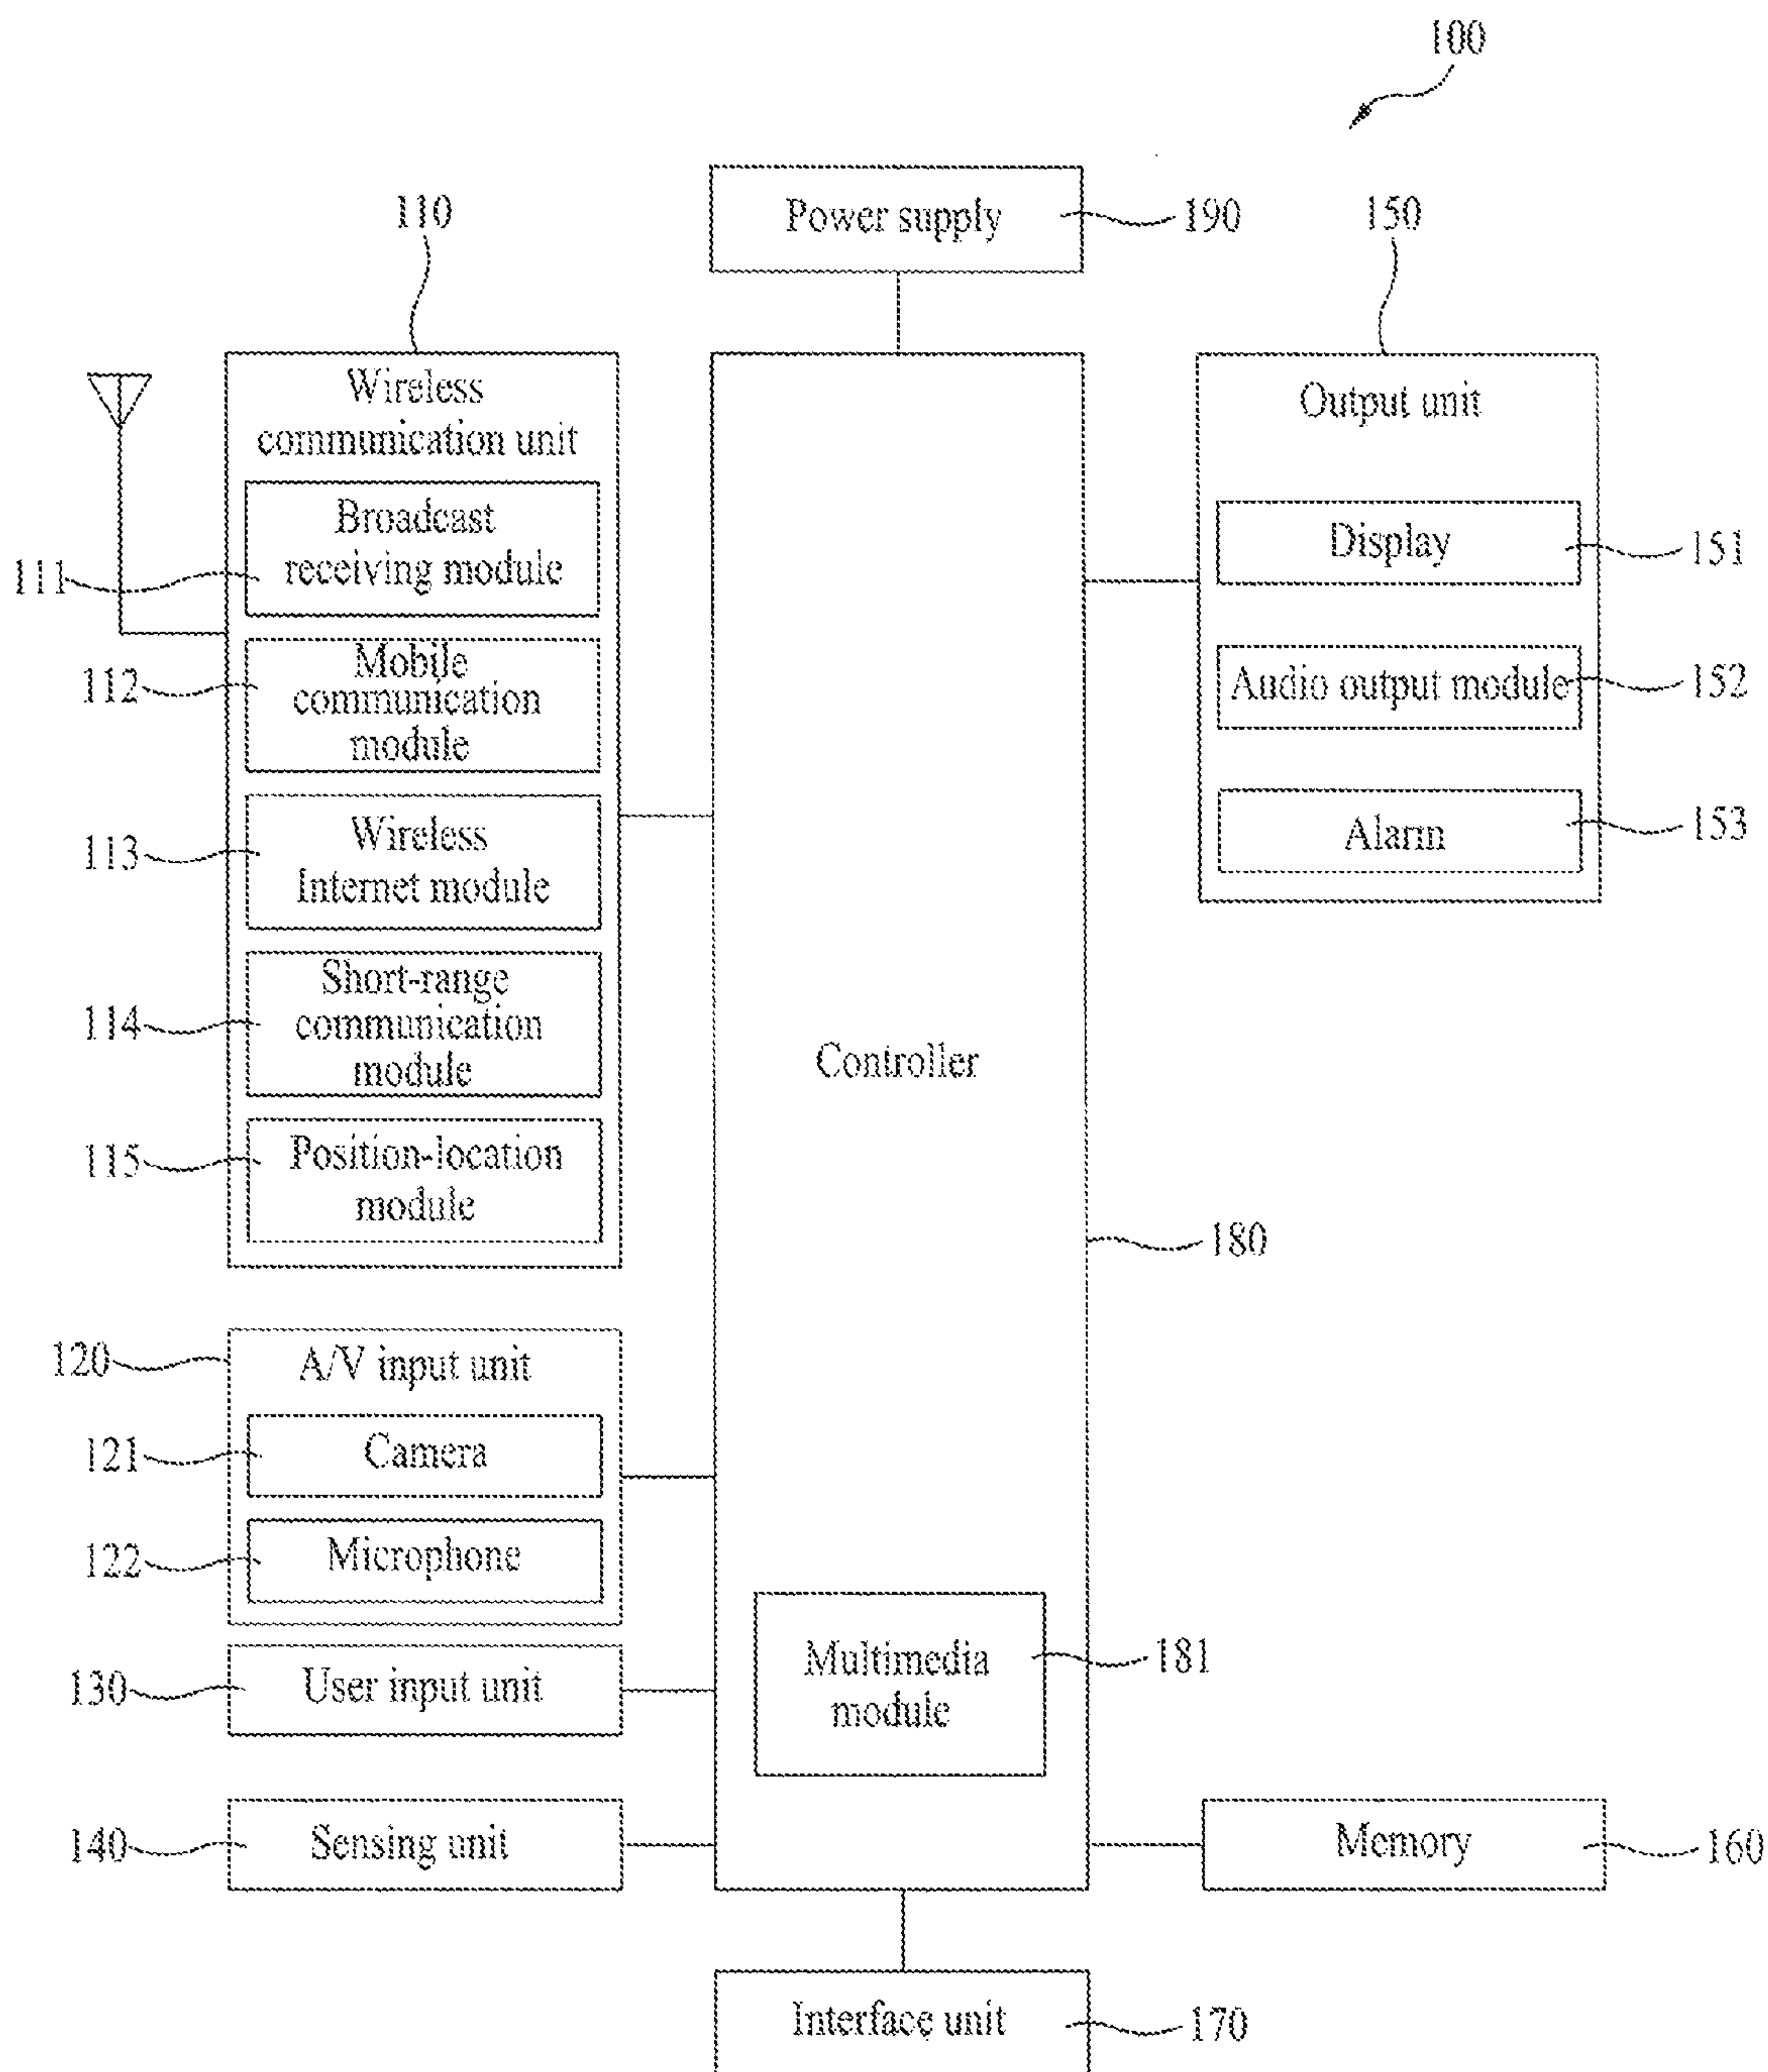 100
Power supply
190
110
150
Wireless
communication unit
Broadcast
receiving module
111
Mobile
communication
module
112
Wireless
Internet module
113
Short-range
communication
module
114
Position-location
module
115
Controller
180
Output unit
Display
151
Audio output module
152
Alarm
153
120
A/V input unit
Camera
121
Microphone
122
User input unit
130
Sensing unit
140
Multimedia
module
181
Memory
160
Interface unit
170